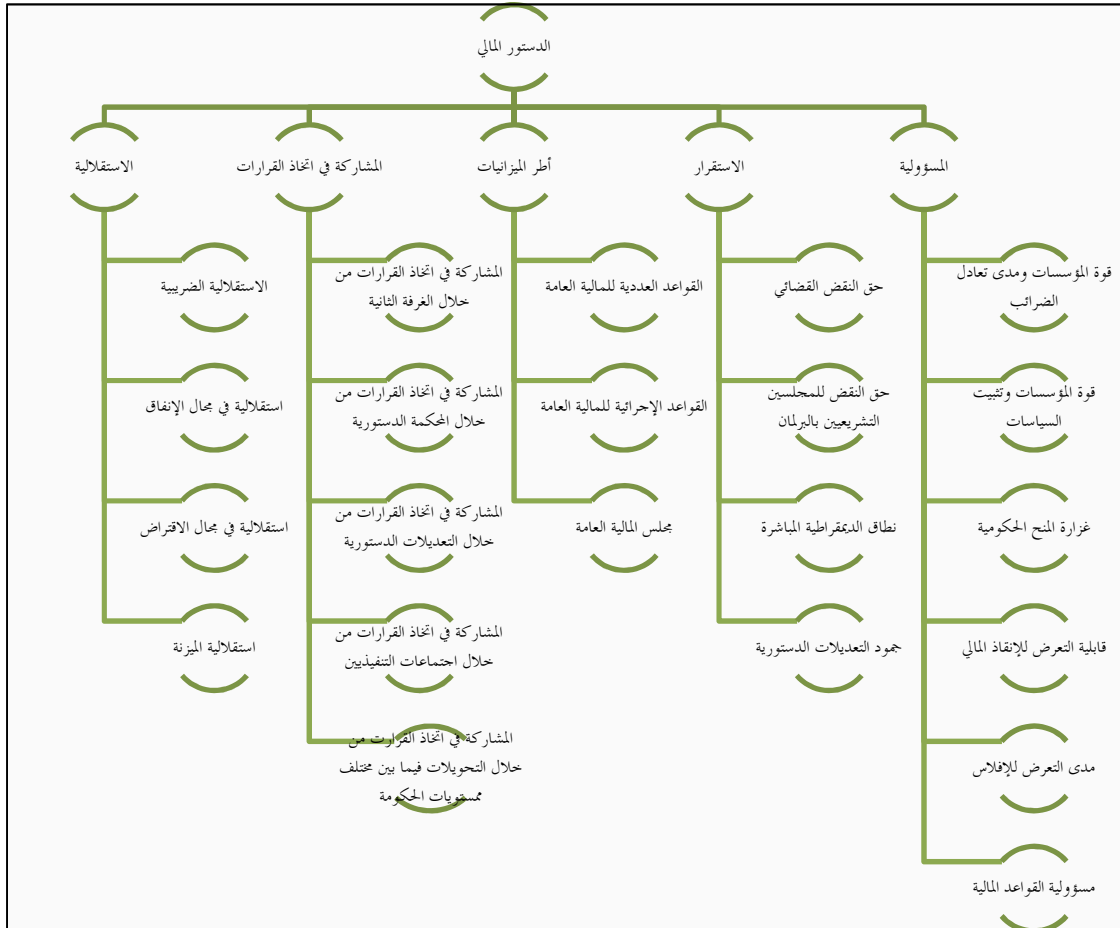 الدستور المالي
المسؤولية
قوة المؤسسات ومدى تعادل
الضرائب
قوة المؤسسات وتثبيت
السياسات
غزارة المنح الحكومية
قابلية التعرض للإنقاذ المالي
مدى التعرض للإفلاس
مسؤولية القواعد المالية
الاستقرار
حق النقض القضائي
حق النقض للمجلسين
التشريعيين بالبرلمان
نطاق الديمقراطية المباشرة
جمود التعديلات الدستورية
أطر الميزانيات
القواعد العددية للمالية العامة
القواعد الإجرائية للمالية العامة
مجلس المالية العامة
المشاركة في اتخاذ القرارات
المشاركة في اتخاذ القرارات من
خلال الغرفة الثانية
المشاركة في اتخاذ القرارات من
خلال المحكمة الدستورية
المشاركة في اتخاذ القرارات من
خلال التعديلات الدستورية
المشاركة في اتخاذ القرارات من
خلال اجتماعات التنفيذيين
المشاركة في اتخاذ القرارت من
خلال التحويلات فيما بين مختلف
ممستويات الحكومة
الاستقلالية
الاستقلالية الضريبية
استقلالية في مجال الإنفاق
استقلالية في مجال الاقتراض
استقلالية الميزنة